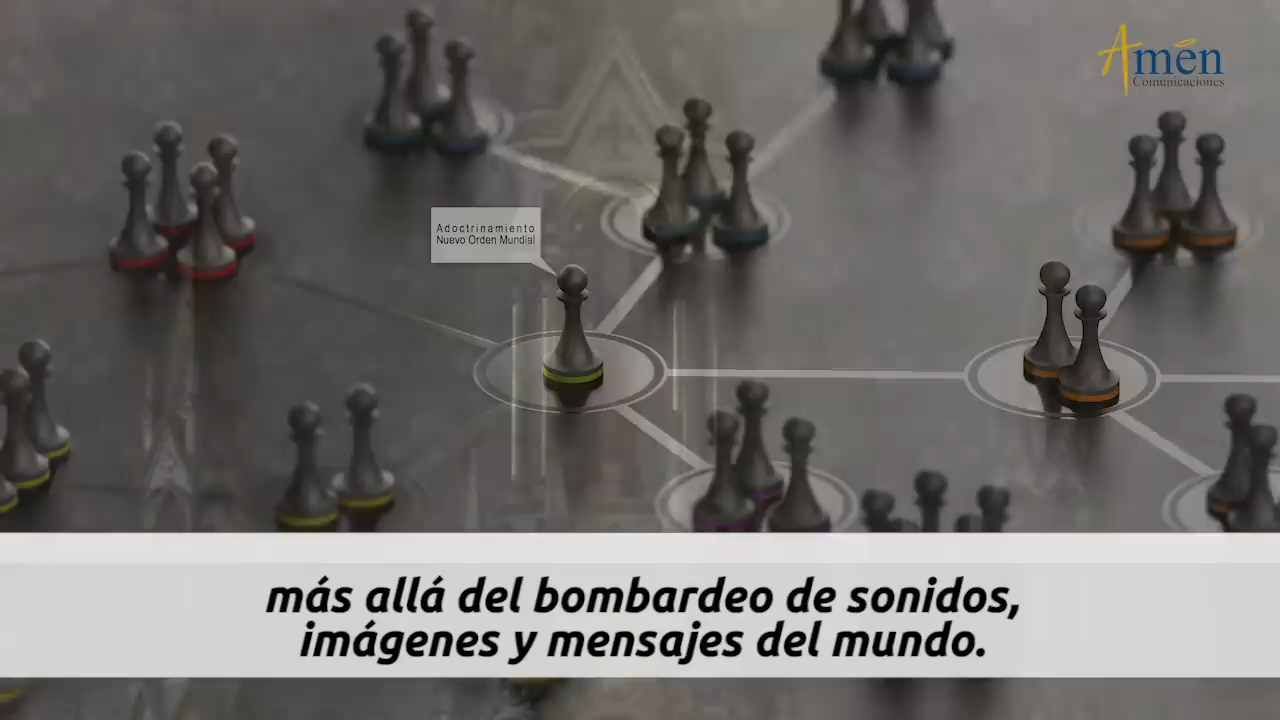 Amén
Comunicaciones
Adoctrinamiento
Nuevo Orden Mundial
más allá del bombardeo de sonidos,
imágenes y mensajes del mundo.